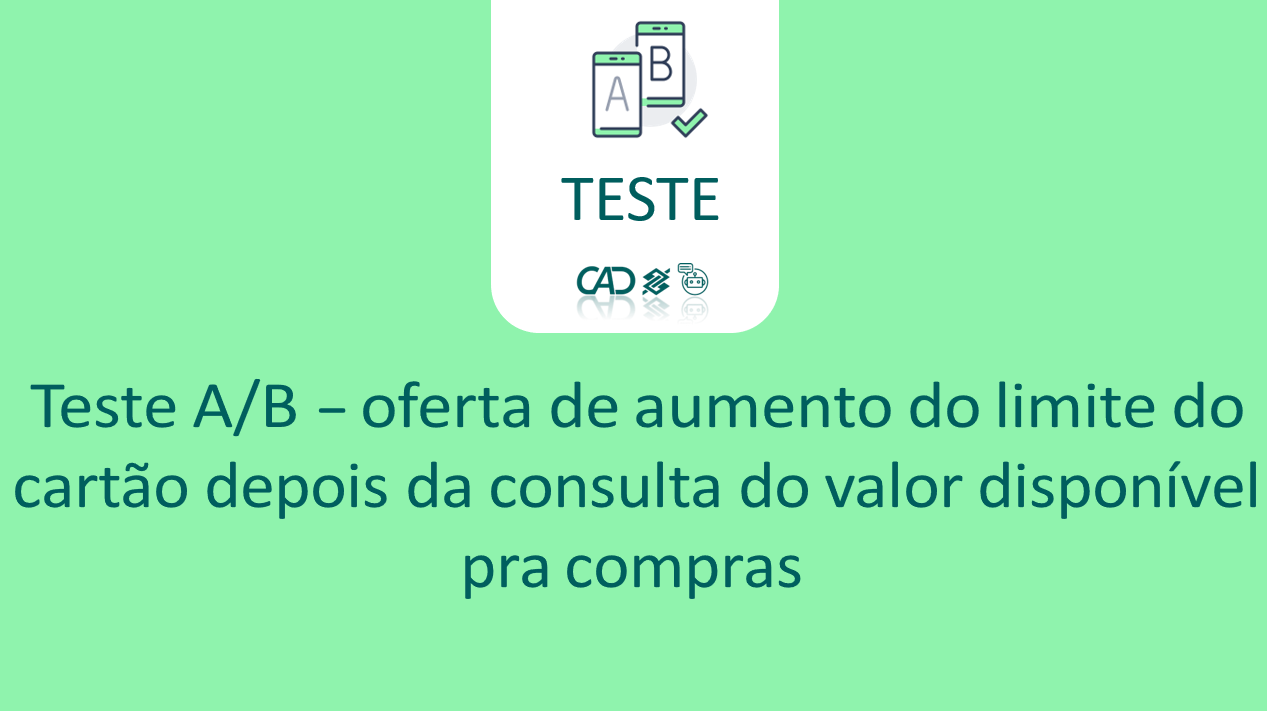 A
B
TESTE
CAD
Teste A/B – oferta de aumento do limite do
cartão depois da consulta do valor disponível
pra compras